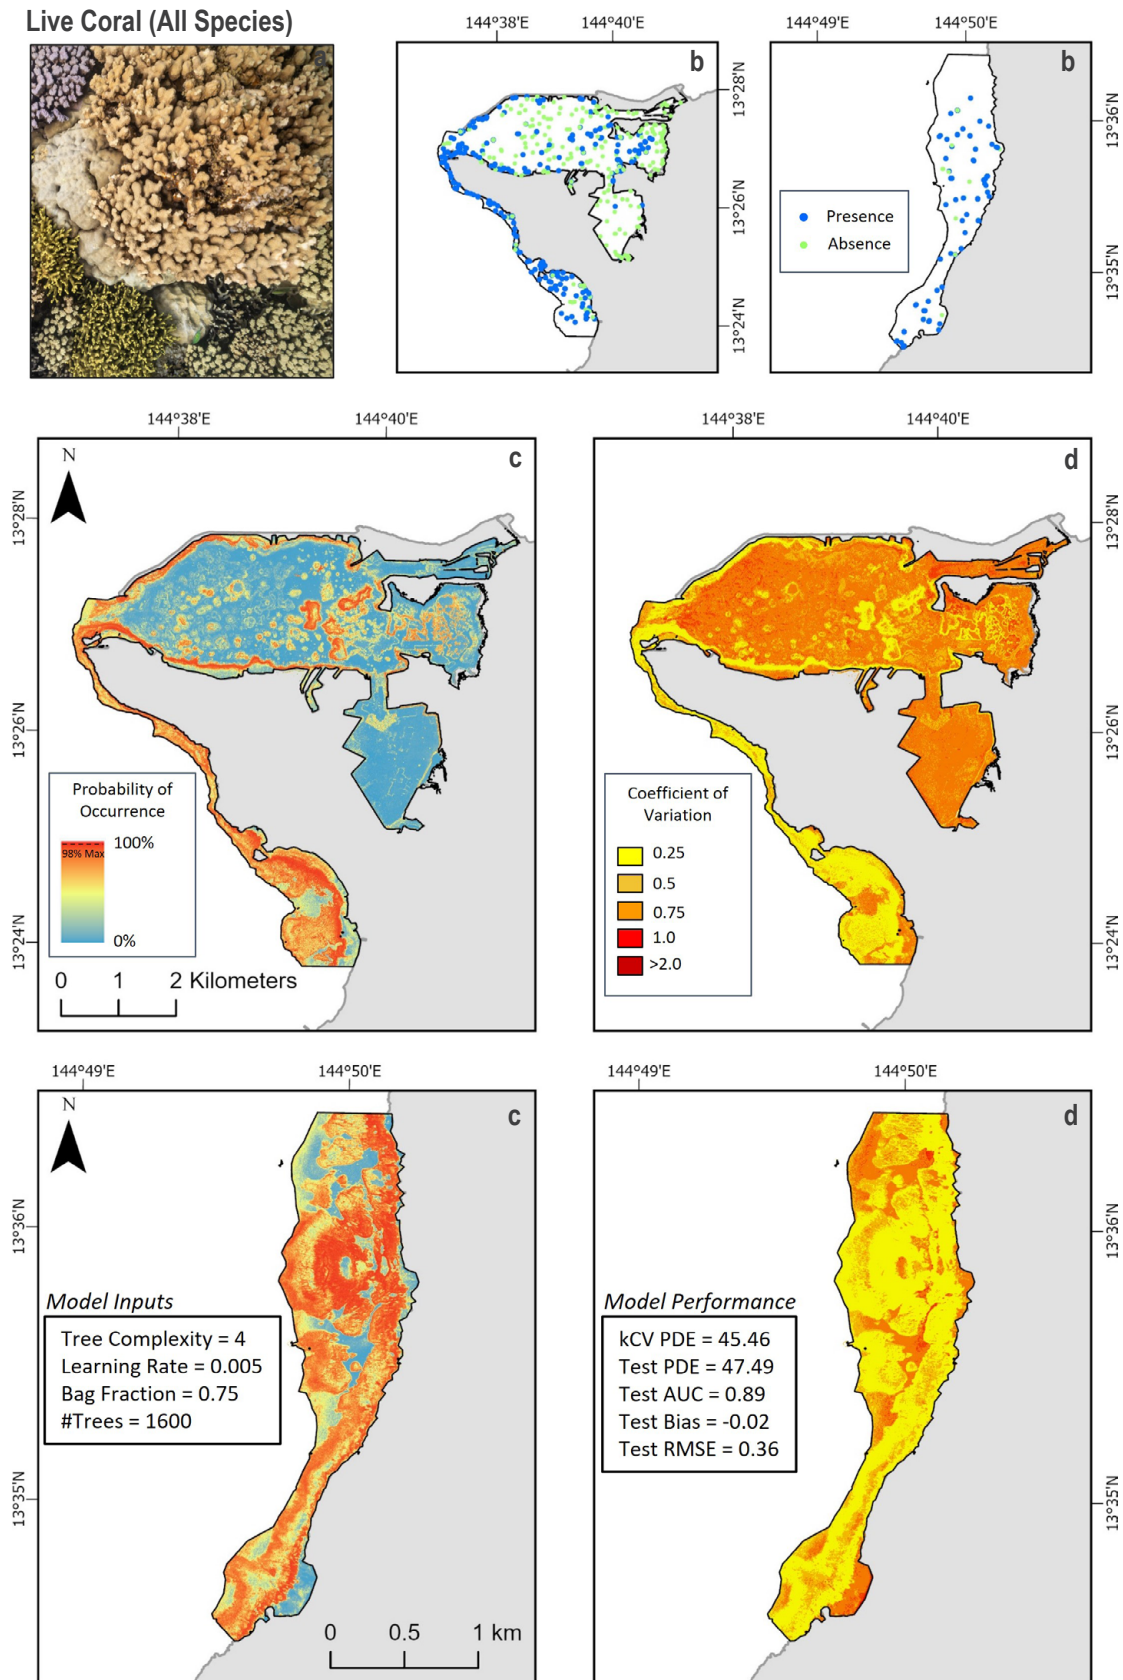 Live Coral (All Species)
144°38'E
144°40'E
b
13°28'N
13°26'N
13°24'N
144°49'E
144°50'E
b
13°36'N
13°35'N
Presence
Absence
144°38'E
144°40'E
c
N
13°28'N
13°26'N
13°24'N
Probability of
Occurrence
100%
98% Max
0%
0 1 2 Kilometers
144°38'E
144°40'E
d
13°28'N
13°26'N
13°24'N
Coefficient of
Variation
0.25
0.5
0.75
1.0
>2.0
144°49'E
144°50'E
c
N
13°36'N
13°35'N
Model Inputs
Tree Complexity = 4
Learning Rate = 0.005
Bag Fraction = 0.75
#Trees = 1600
0 0.5 1 km
144°49'E
144°50'E
d
13°36'N
13°35'N
Model Performance
kCV PDE = 45.46
Test PDE = 47.49
Test AUC = 0.89
Test Bias = -0.02
Test RMSE = 0.36